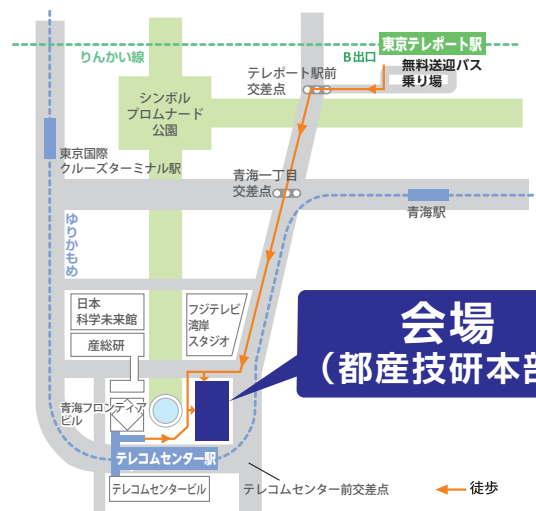 りんかい線
B出口
東京テレポート駅
無料送迎バス
乗り場
テレポート駅前
交差点
シンボル
プロムナード
公園
東京国際
クルーズターミナル駅
青海一丁目
交差点
青海駅
ゆりかもめ
日本
科学未来館
産総研
フジテレビ
湾岸
スタジオ
会場
（都産技研本部
青海フロンティア
ビル
テレコムセンター駅
テレコムセンタービル
テレコムセンター前交差点
徒歩